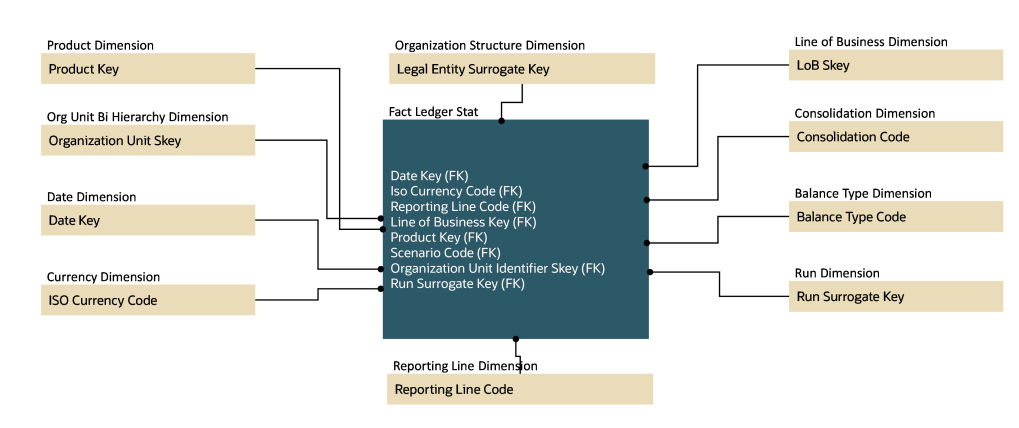 Product Dimension
Product Key
Org Unit Bi Hierarchy Dimension
Organization Unit Skey
Date Dimension
Date Key
Currency Dimension
ISO Currency Code
Organization Structure Dimension
Legal Entity Surrogate Key
Fact Ledger Stat
Date Key (FK)
Iso Currency Code (FK)
Reporting Line Code (FK)
Line of Business Key (FK)
Product Key (FK)
Scenario Code (FK)
Organization Unit Identifier Skey (FK)
Run Surrogate Key (FK)
Reporting Line Dimension
Reporting Line Code
Line of Business Dimension
LoB Skey
Consolidation Dimension
Consolidation Code
Balance Type Dimension
Balance Type Code
Run Dimension
Run Surrogate Key